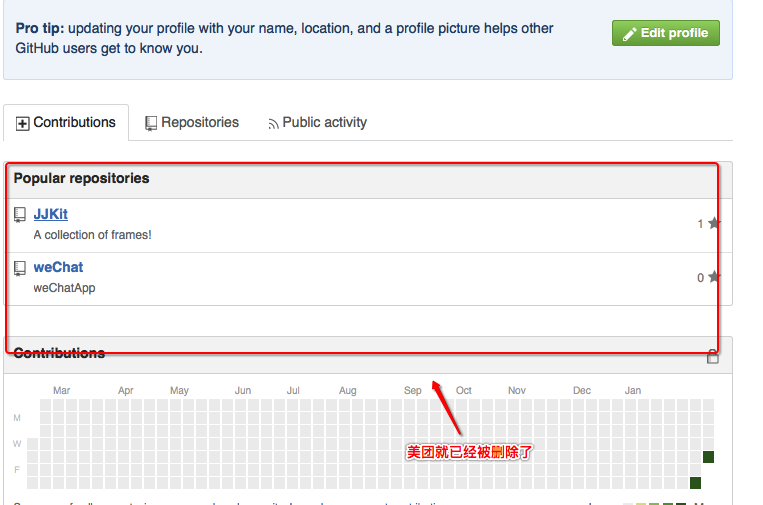 Pro tip: updating your profile with your name, location, and a profile picture helps other
GitHub users get to know you.
Edit profile
Contributions
Repositories
Public activity
Popular repositories
JJKit
1
A collection of frames!
weChat
0
weChatApp
Contributions
Mar Apr May Jun Jul Aug Sep Oct Nov Dec Jan
M
W
F
美团就已经被删除了